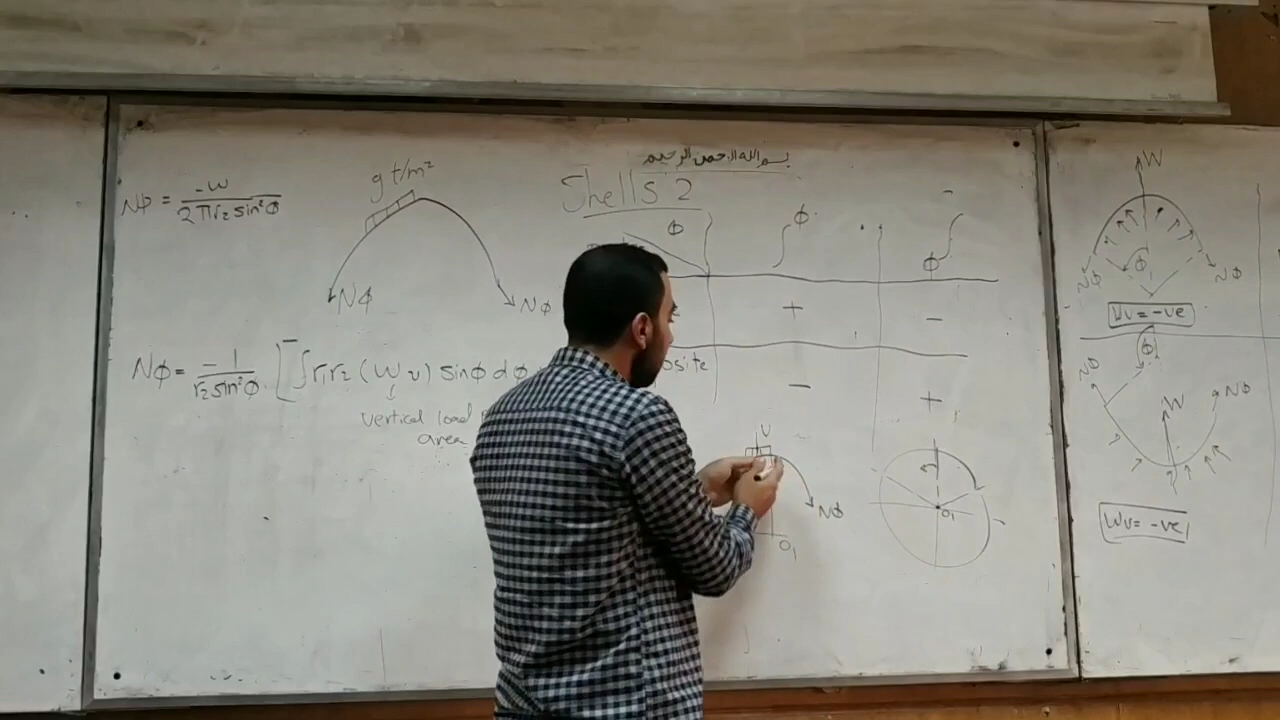 بسم الله الرحمن الرحيم
Shells 2
Nφ = -W / 2πr₂ sin²φ
g t/m²
Nφ
Nφ
Nφ = -1 / r₂ sin²φ [-∫ r₁r₂ (Wv) sinφ dφ
vertical load
area
φ
φ
φ
-
+
-
osite
-
+
V
Nφ
O₁
O₁
W
φ
Nφ
Nφ
Wv = -ve
φ
Nφ
Nφ
W
Wv = -ve